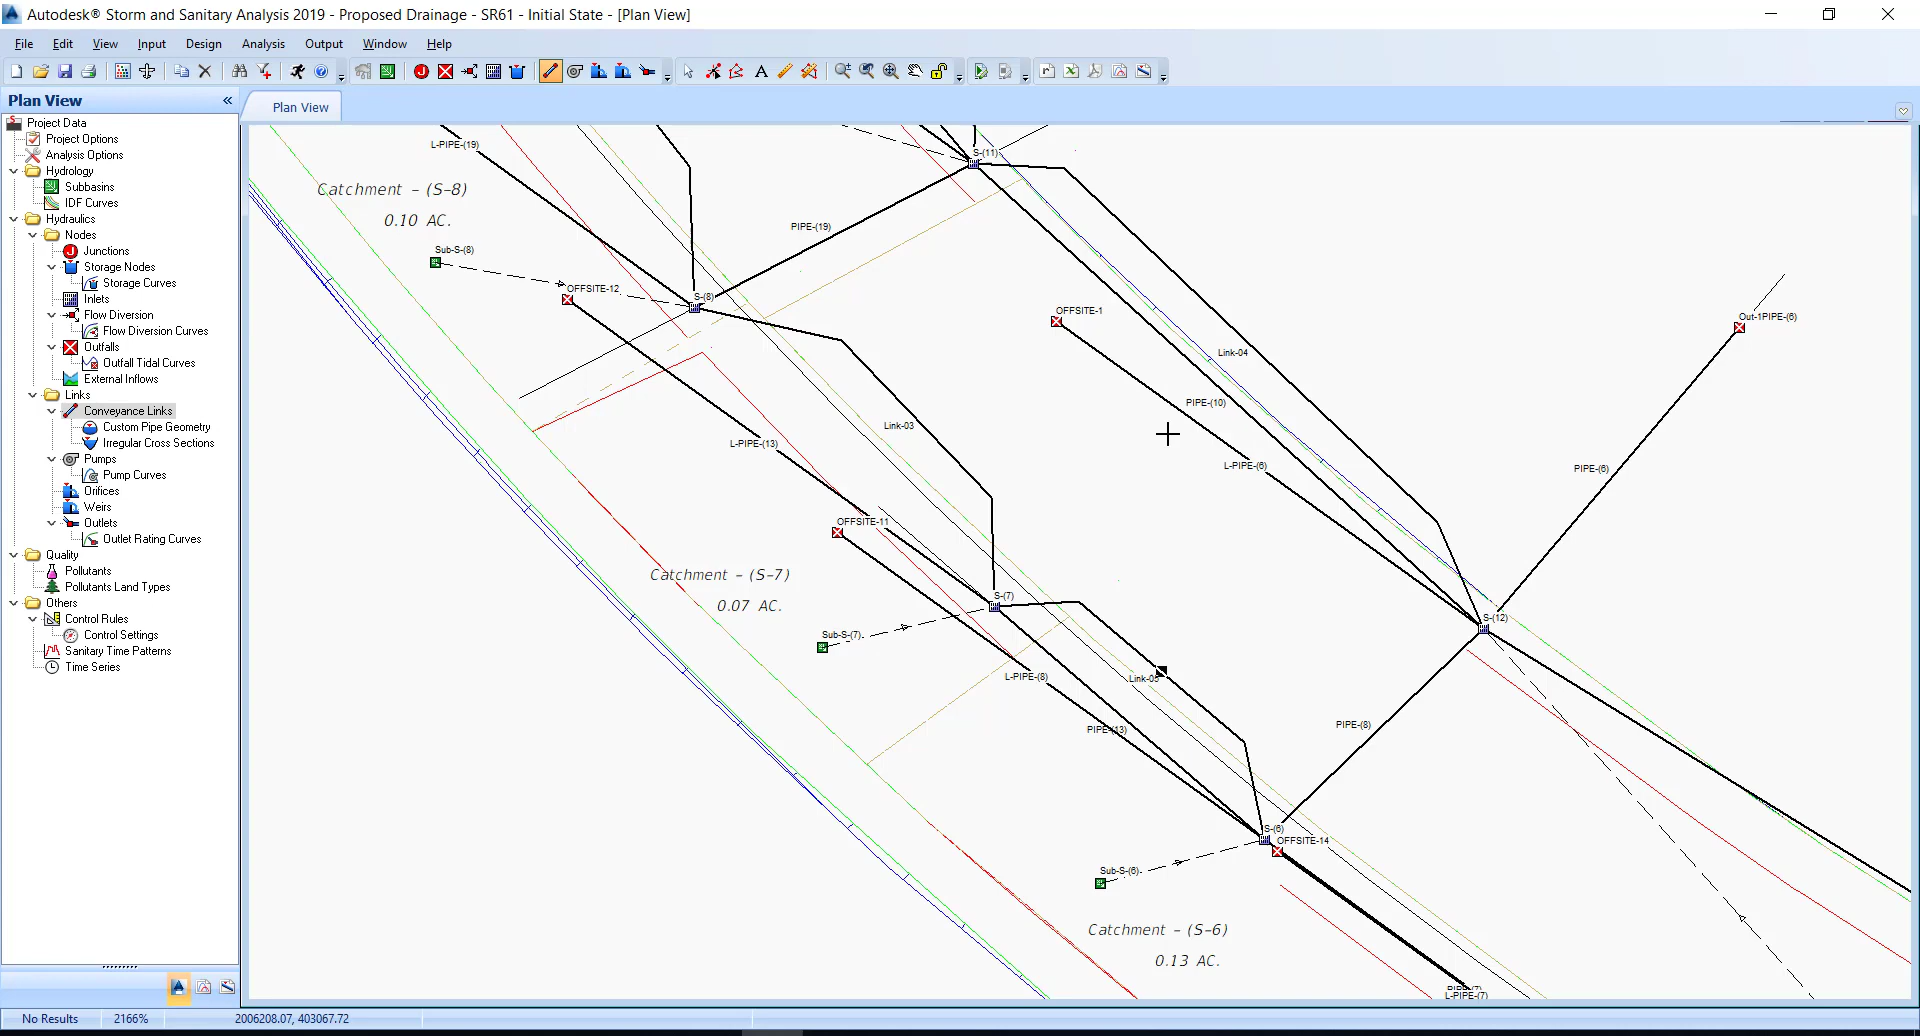 Autodesk® Storm and Sanitary Analysis 2019 - Proposed Drainage - SR61 - Initial State - [Plan View]
File Edit View Input Design Analysis Output Window Help
Plan View
Plan View
Project Data
Project Options
Analysis Options
Hydrology
Subbasins
IDF Curves
Hydraulics
Nodes
Junctions
Storage Nodes
Storage Curves
Inlets
Flow Diversion
Flow Diversion Curves
Outfalls
Outfall Tidal Curves
External Inflows
Links
Conveyance Links
Custom Pipe Geometry
Irregular Cross Sections
Pumps
Pump Curves
Orifices
Weirs
Outlets
Outlet Rating Curves
Quality
Pollutants
Pollutants Land Types
Others
Control Rules
Control Settings
Sanitary Time Patterns
Time Series
L-PIPE-(19)
S-(11)
Catchment - (S-8)
0.10 AC.
PIPE-(19)
Sub-S-(8)
OFFSITE-12
S-(8)
OFFSITE-1
Out-1PIPE-(6)
Link-04
PIPE-(10)
Link-03
L-PIPE-(13)
L-PIPE-(6)
PIPE-(6)
OFFSITE-11
Catchment - (S-7)
0.07 AC.
S-(7)
S-(12)
Sub-S-(7)
L-PIPE-(8)
Link-05
PIPE-(8)
PIPE-(13)
S-(6)
OFFSITE-14
Sub-S-(6)
Catchment - (S-6)
0.13 AC.
PIPE-(7)
L-PIPE-(7)
No Results 2166% 2006208.07, 403067.72